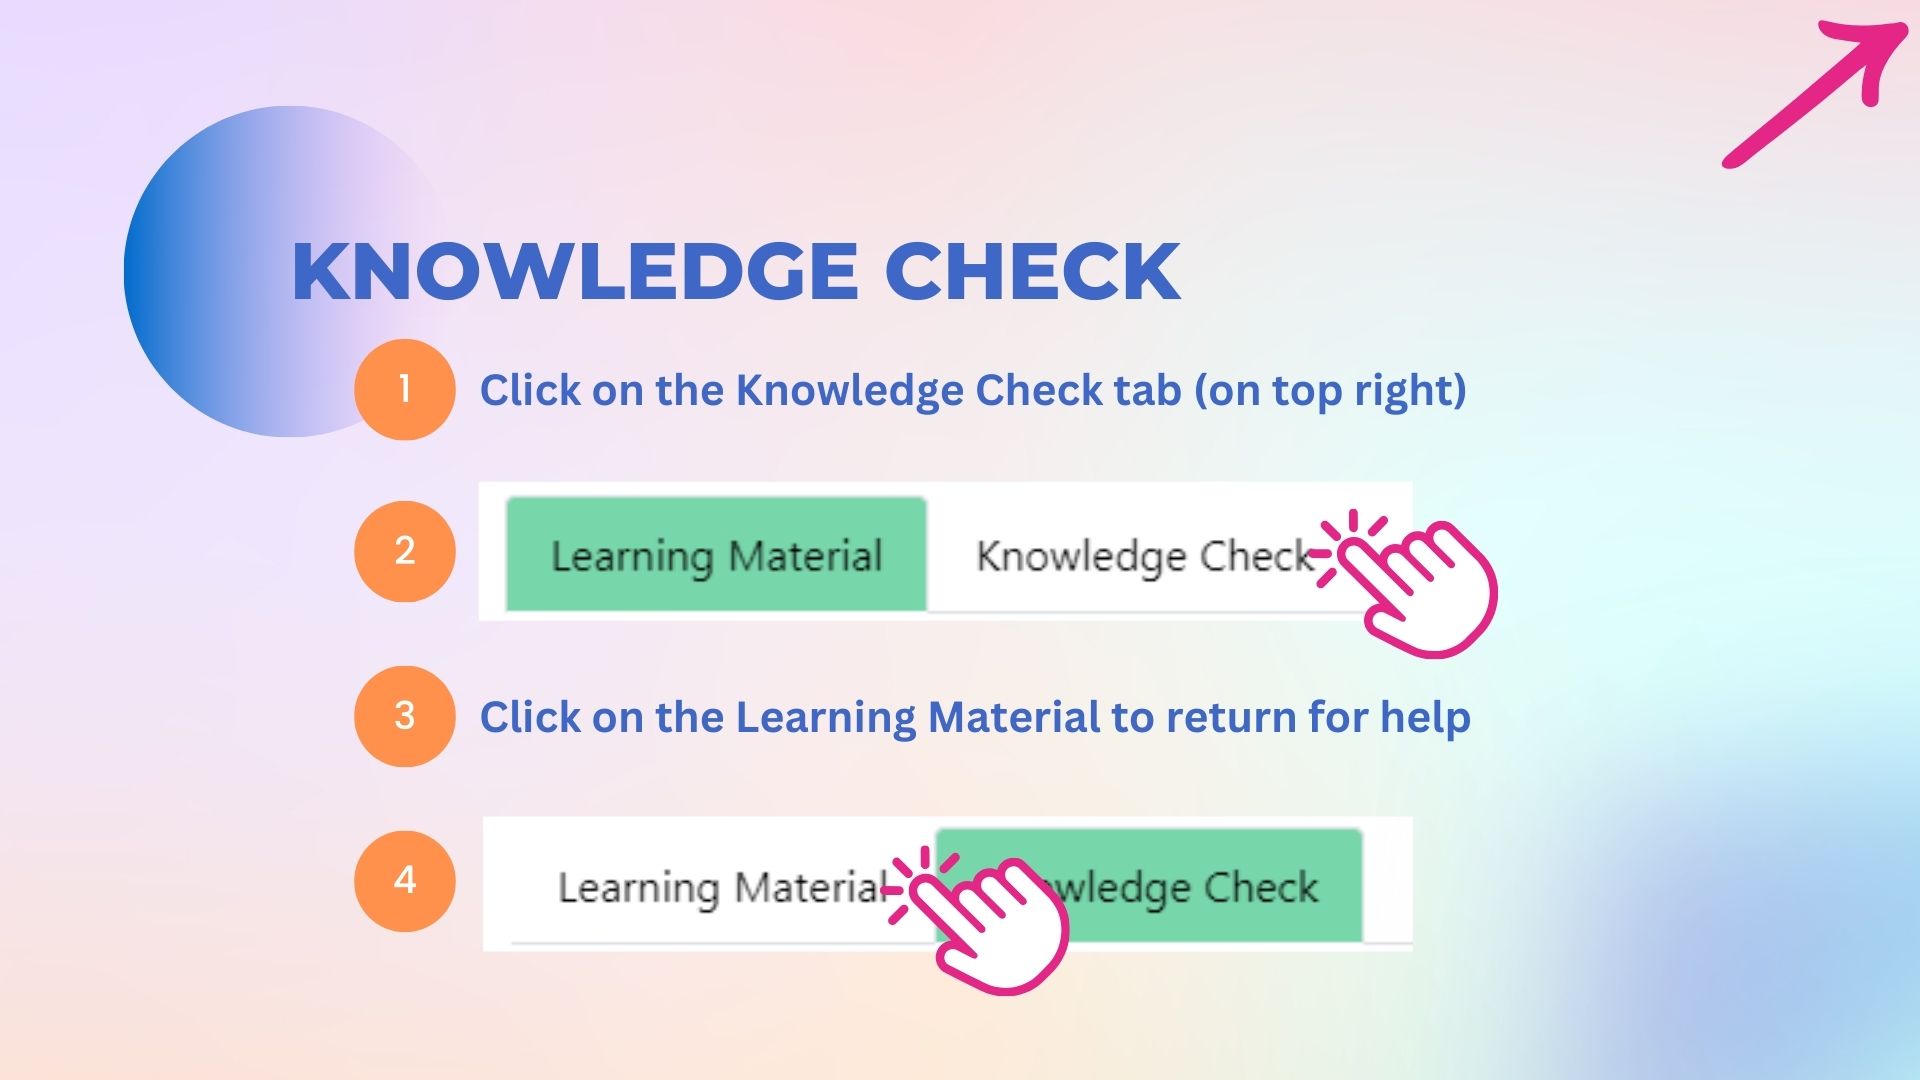 KNOWLEDGE CHECK
1 Click on the Knowledge Check tab (on top right)
2 Learning Material Knowledge Check
3 Click on the Learning Material to return for help
4 Learning Material wledge Check